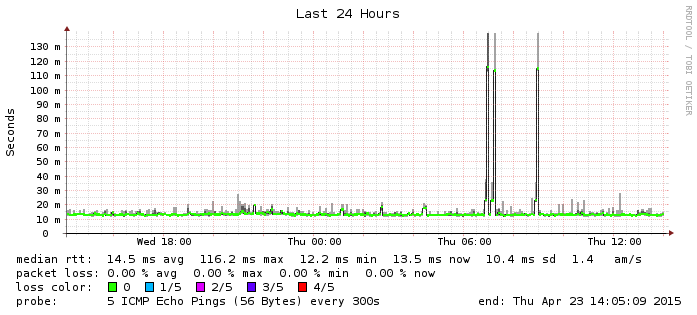 Last 24 Hours
RRDTOOL / TOBI OETIKER
Seconds
130 m
120 m
110 m
100 m
90 m
80 m
70 m
60 m
50 m
40 m
30 m
20 m
10 m
0
Wed 18:00 Thu 00:00 Thu 06:00 Thu 12:00
median rtt: 14.5 ms avg 116.2 ms max 12.2 ms min 13.5 ms now 10.4 ms sd 1.4 am/s
packet loss: 0.00 % avg 0.00 % max 0.00 % min 0.00 % now
loss color: 0 1/5 2/5 3/5 4/5
probe: 5 ICMP Echo Pings (56 Bytes) every 300s end: Thu Apr 23 14:05:09 2015